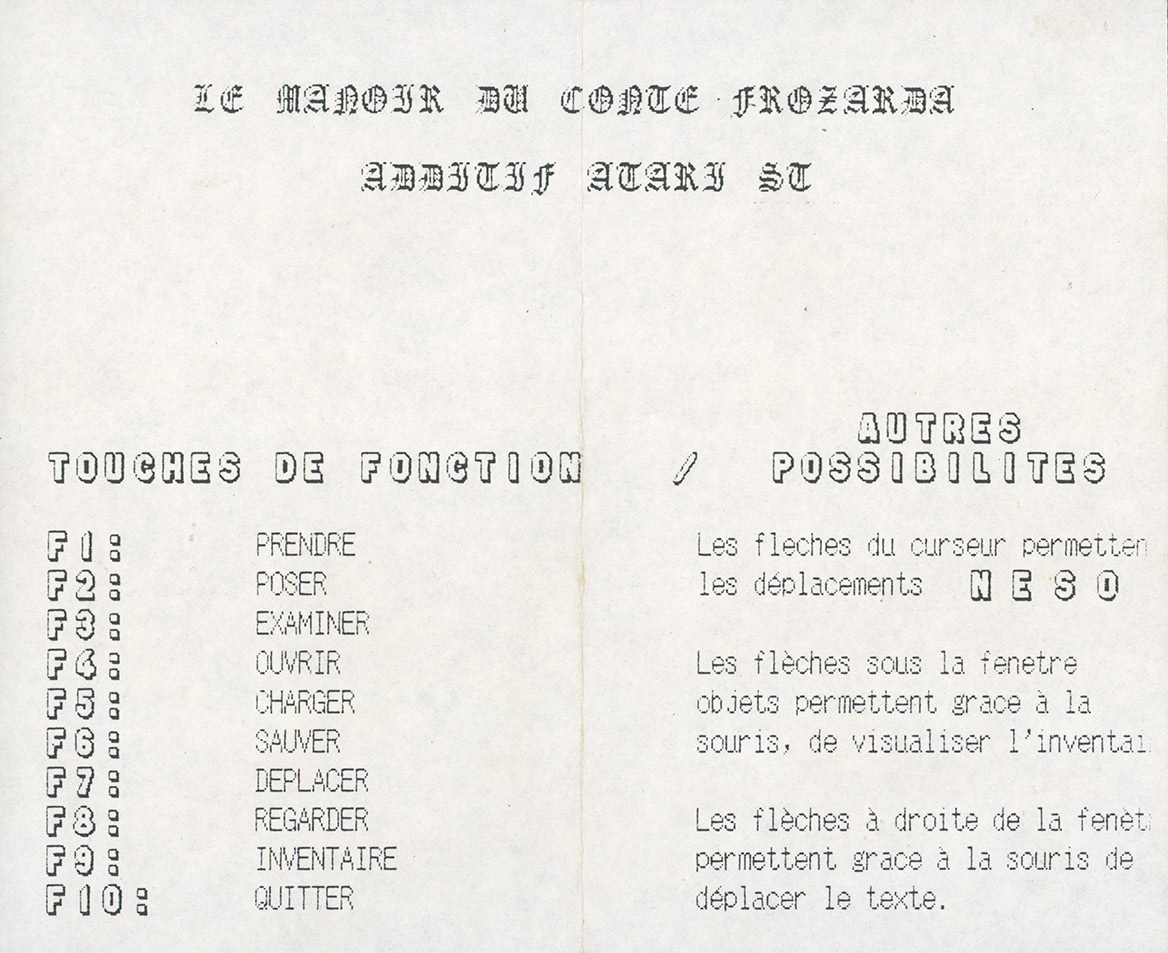 LE MANOIR DU CONTE FROZARDA
ADDITIF ATARI ST
TOUCHES DE FONCTION / AUTRES
POSSIBILITES
F1: PRENDRE
F2: POSER
F3: EXAMINER
F4: OUVRIR
F5: CHARGER
F6: SAUVER
F7: DEPLACER
F8: REGARDER
F9: INVENTAIRE
F10: QUITTER
Les fleches du curseur permetten
les déplacements N E S O
Les flèches sous la fenetre
objets permettent grace à la
souris, de visualiser l'inventai
Les flèches à droite de la fenêt
permettent grace à la souris de
déplacer le texte.